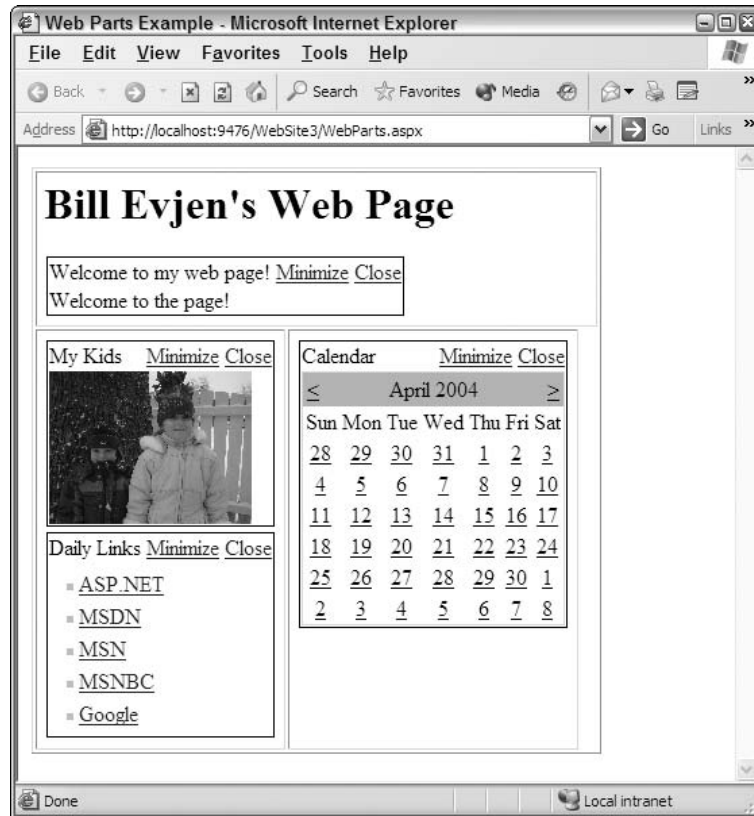 Web Parts Example - Microsoft Internet Explorer
File Edit View Favorites Tools Help
Back Search Favorites Media »
Address http://localhost:9476/WebSite3/WebParts.aspx Go Links »
Bill Evjen's Web Page
Welcome to my web page! Minimize Close
Welcome to the page!
My Kids Minimize Close
Daily Links Minimize Close
ASP.NET
MSDN
MSN
MSNBC
Google
Calendar Minimize Close
< April 2004 >
Sun Mon Tue Wed Thu Fri Sat
28 29 30 31 1 2 3
4 5 6 7 8 9 10
11 12 13 14 15 16 17
18 19 20 21 22 23 24
25 26 27 28 29 30 1
2 3 4 5 6 7 8
Done Local intranet